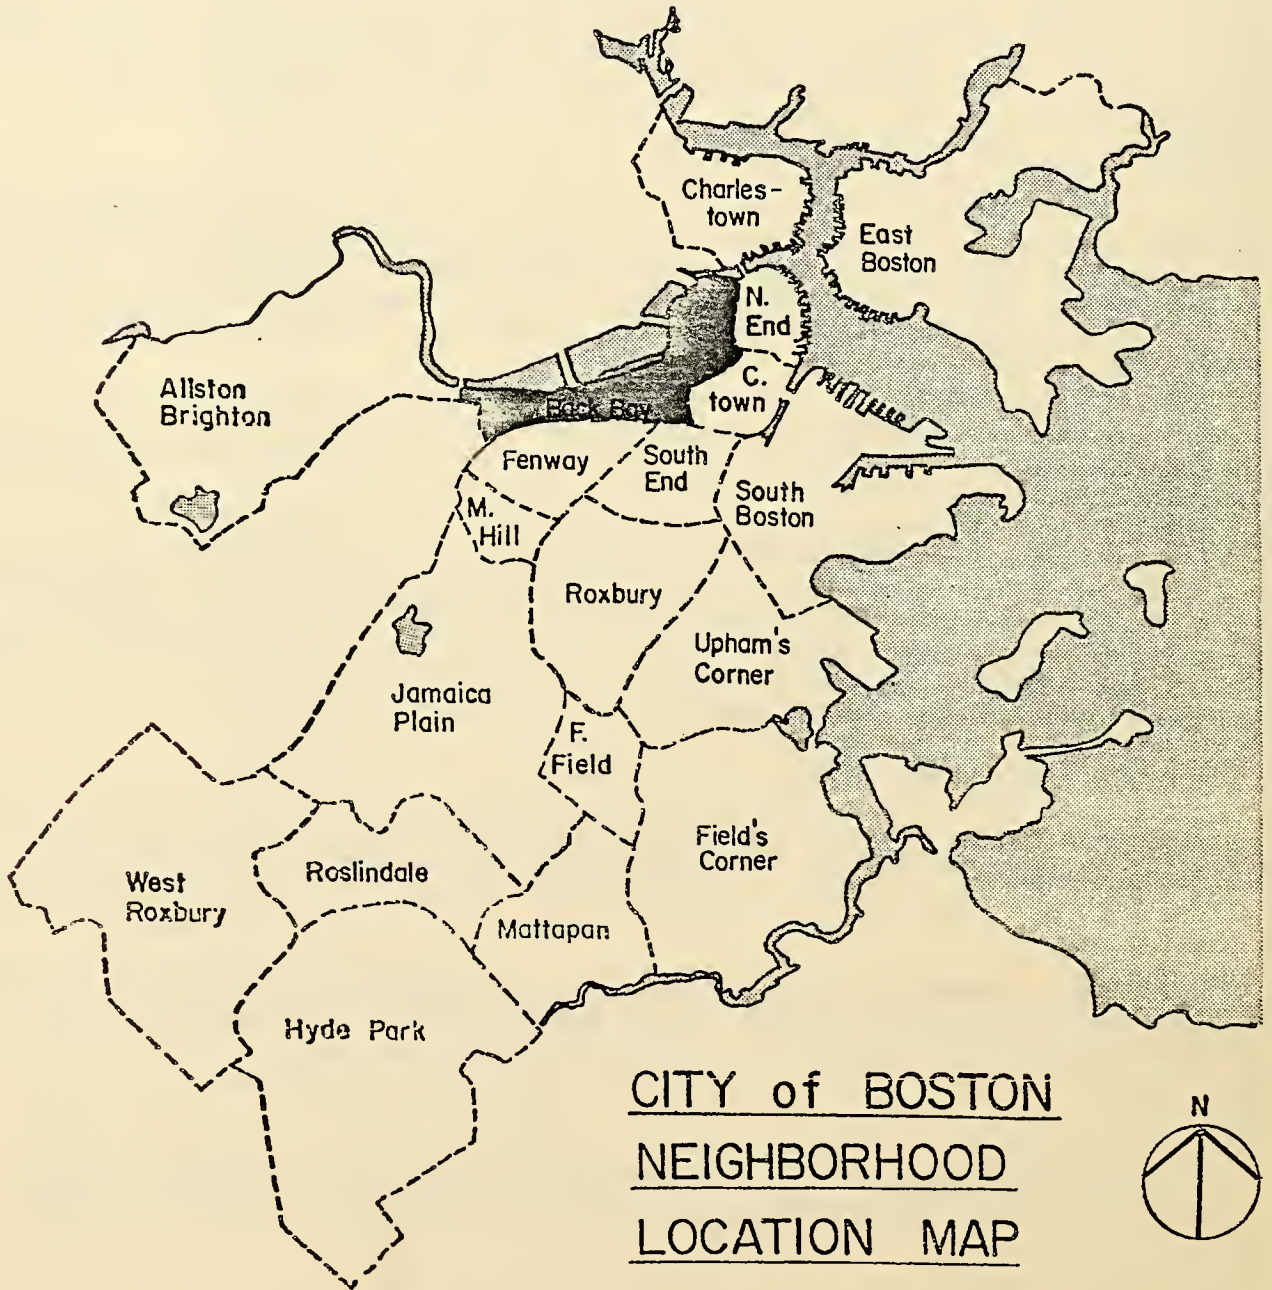 Charles-
town
East
Boston
N.
End
Allston
Brighton
C.
town
Back Bay
Fenway
South
End
South
Boston
M.
Hill
Roxbury
Upham's
Corner
Jamaica
Plain
F.
Field
Field's
Corner
Roslindale
West
Roxbury
Mattapan
Hyde Park
CITY of BOSTON
NEIGHBORHOOD
LOCATION MAP
N